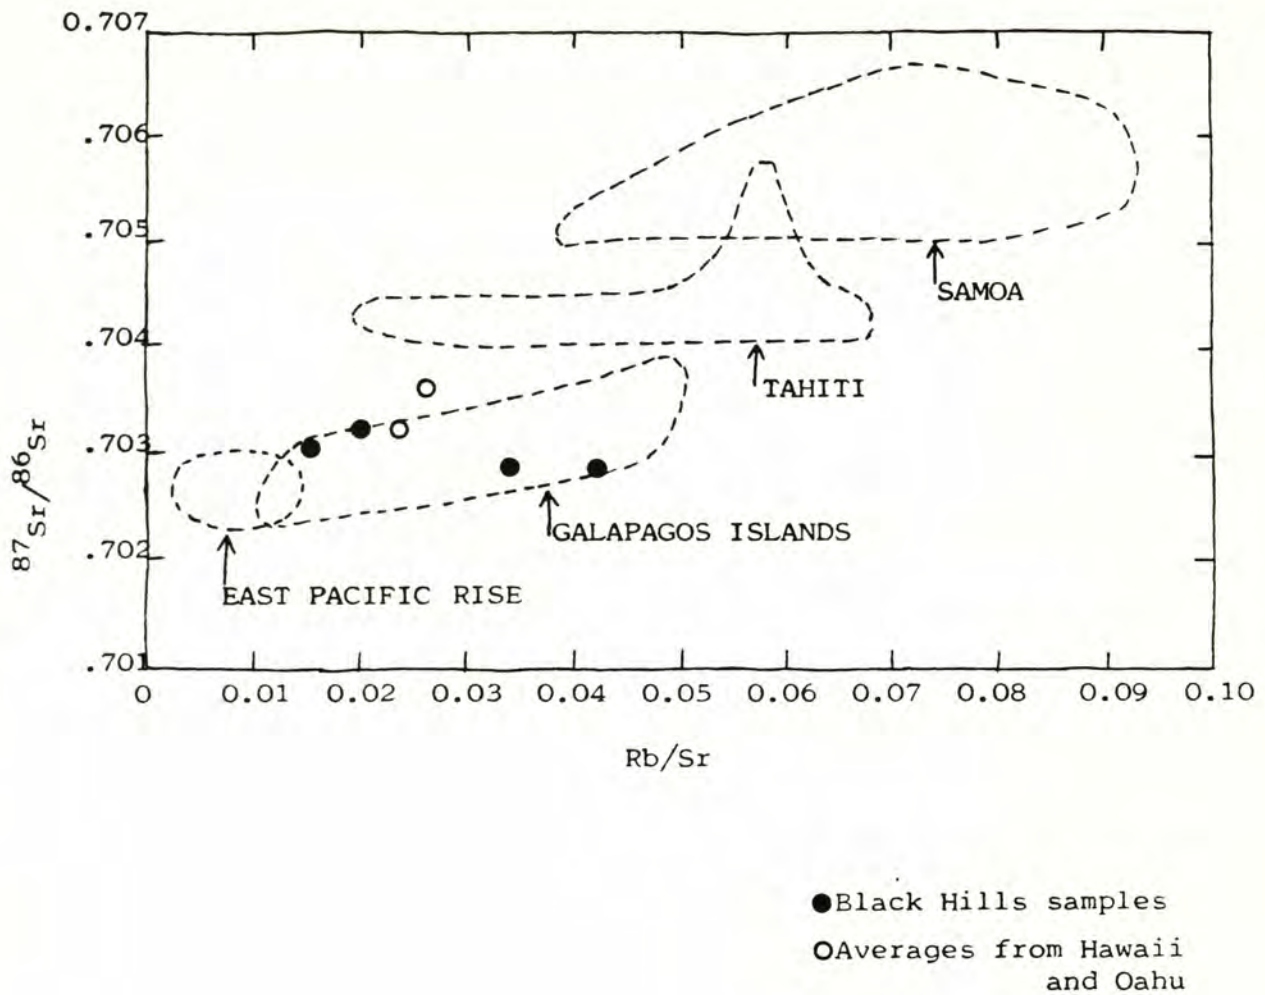 0.707
.706
.705
.704
.703
.702
.701
87Sr/86Sr
0 0.01 0.02 0.03 0.04 0.05 0.06 0.07 0.08 0.09 0.10
Rb/Sr
SAMOA
TAHITI
GALAPAGOS ISLANDS
EAST PACIFIC RISE
Black Hills samples
Averages from Hawaii
and Oahu